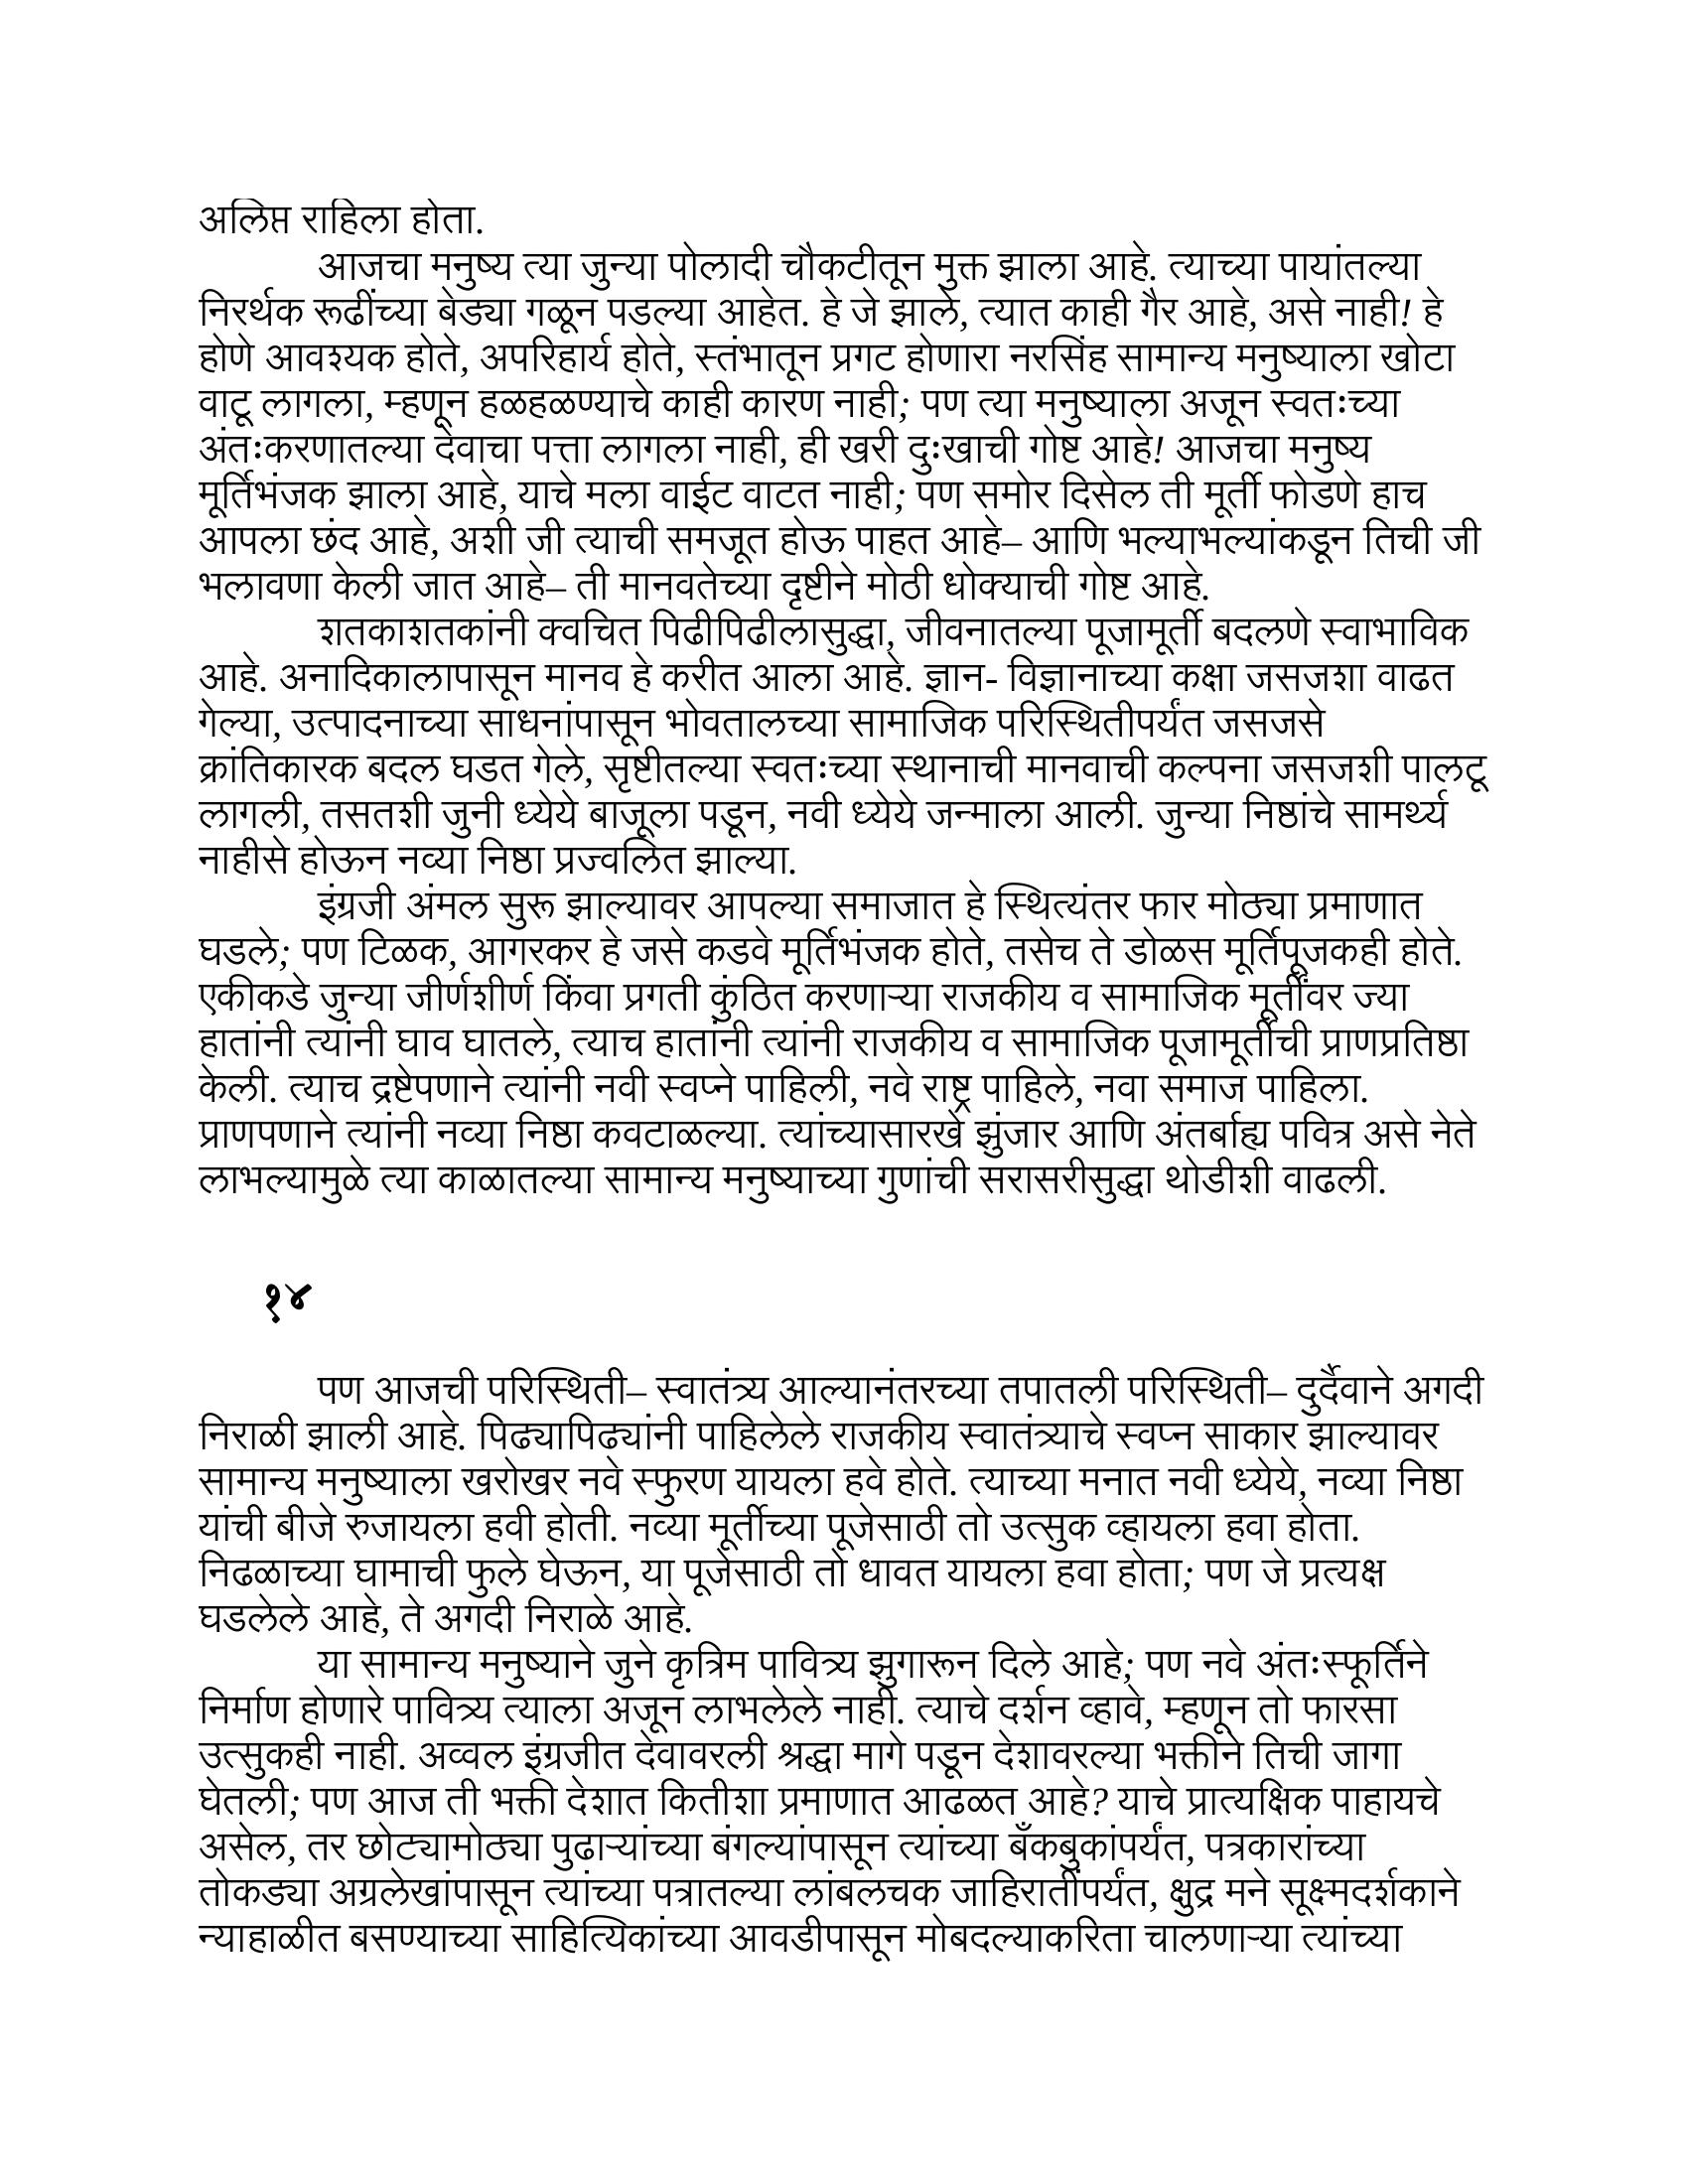 अलिप्त राहिला होता.
आजचा मनुष्य त्या जुन्या पोलादी चौकटीतून मुक्त झाला आहे. त्याच्या पायांतल्या
निरर्थक रूढींच्या बेड्या गळून पडल्या आहेत. हे जे झाले, त्यात काही गैर आहे, असे नाही! हे
होणे आवश्यक होते, अपरिहार्य होते, स्तंभातून प्रगट होणारा नरसिंह सामान्य मनुष्याला खोटा
वाटू लागला, म्हणून हळहळण्याचे काही कारण नाही; पण त्या मनुष्याला अजून स्वतःच्या
अंतःकरणातल्या देवाचा पत्ता लागला नाही, ही खरी दुःखाची गोष्ट आहे! आजचा मनुष्य
मूर्तिभंजक झाला आहे, याचे मला वाईट वाटत नाही; पण समोर दिसेल ती मूर्ती फोडणे हाच
आपला छंद आहे, अशी जी त्याची समजूत होऊ पाहत आहे– आणि भल्याभल्यांकडून तिची जी
भलावणा केली जात आहे– ती मानवतेच्या दृष्टीने मोठी धोक्याची गोष्ट आहे.
शतकाशतकांनी क्वचित पिढीपिढीलासुद्धा, जीवनातल्या पूजामूर्ती बदलणे स्वाभाविक
आहे. अनादिकालापासून मानव हे करीत आला आहे. ज्ञान- विज्ञानाच्या कक्षा जसजशा वाढत
गेल्या, उत्पादनाच्या साधनांपासून भोवतालच्या सामाजिक परिस्थितीपर्यंत जसजसे
क्रांतिकारक बदल घडत गेले, सृष्टीतल्या स्वतःच्या स्थानाची मानवाची कल्पना जसजशी पालटू
लागली, तसतशी जुनी ध्येये बाजूला पडून, नवी ध्येये जन्माला आली. जुन्या निष्ठांचे सामर्थ्य
नाहीसे होऊन नव्या निष्ठा प्रज्वलित झाल्या.
इंग्रजी अंमल सुरू झाल्यावर आपल्या समाजात हे स्थित्यंतर फार मोठ्या प्रमाणात
घडले; पण टिळक, आगरकर हे जसे कडवे मूर्तिभंजक होते, तसेच ते डोळस मूर्तिपूजकही होते.
एकीकडे जुन्या जीर्णशीर्ण किंवा प्रगती कुंठित करणाऱ्या राजकीय व सामाजिक मूर्तींवर ज्या
हातांनी त्यांनी घाव घातले, त्याच हातांनी त्यांनी राजकीय व सामाजिक पूजामूर्तींची प्राणप्रतिष्ठा
केली. त्याच द्रष्टेपणाने त्यांनी नवी स्वप्ने पाहिली, नवे राष्ट्र पाहिले, नवा समाज पाहिला.
प्राणपणाने त्यांनी नव्या निष्ठा कवटाळल्या. त्यांच्यासारखे झुंजार आणि अंतर्बाह्य पवित्र असे नेते
लाभल्यामुळे त्या काळातल्या सामान्य मनुष्याच्या गुणांची सरासरीसुद्धा थोडीशी वाढली.
१४
पण आजची परिस्थिती– स्वातंत्र्य आल्यानंतरच्या तपातली परिस्थिती– दुर्दैवाने अगदी
निराळी झाली आहे. पिढ्यापिढ्यांनी पाहिलेले राजकीय स्वातंत्र्याचे स्वप्न साकार झाल्यावर
सामान्य मनुष्याला खरोखर नवे स्फुरण यायला हवे होते. त्याच्या मनात नवी ध्येये, नव्या निष्ठा
यांची बीजे रुजायला हवी होती. नव्या मूर्तीच्या पूजेसाठी तो उत्सुक व्हायला हवा होता.
निढळाच्या घामाची फुले घेऊन, या पूजेसाठी तो धावत यायला हवा होता; पण जे प्रत्यक्ष
घडलेले आहे, ते अगदी निराळे आहे.
या सामान्य मनुष्याने जुने कृत्रिम पावित्र्य झुगारून दिले आहे; पण नवे अंतःस्फूर्तिने
निर्माण होणारे पावित्र्य त्याला अजून लाभलेले नाही. त्याचे दर्शन व्हावे, म्हणून तो फारसा
उत्सुकही नाही. अव्वल इंग्रजीत देवावरली श्रद्धा मागे पडून देशावरल्या भक्तीने तिची जागा
घेतली; पण आज ती भक्ती देशात कितीशा प्रमाणात आढळत आहे? याचे प्रात्यक्षिक पाहायचे
असेल, तर छोट्यामोठ्या पुढाऱ्यांच्या बंगल्यांपासून त्यांच्या बँकबुकांपर्यंत, पत्रकारांच्या
तोकड्या अग्रलेखांपासून त्यांच्या पत्रातल्या लांबलचक जाहिरातींपर्यंत, क्षुद्र मने सूक्ष्मदर्शकाने
न्याहाळीत बसण्याच्या साहित्यिकांच्या आवडीपासून मोबदल्याकरिता चालणाऱ्या त्यांच्या